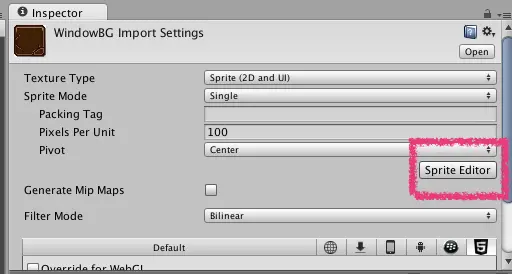 Inspector
WindowBG Import Settings
Open
Texture Type Sprite (2D and UI)
Sprite Mode Single
Packing Tag
Pixels Per Unit 100
Pivot Center
Sprite Editor
Generate Mip Maps
Filter Mode Bilinear
Default
Override for WebGL